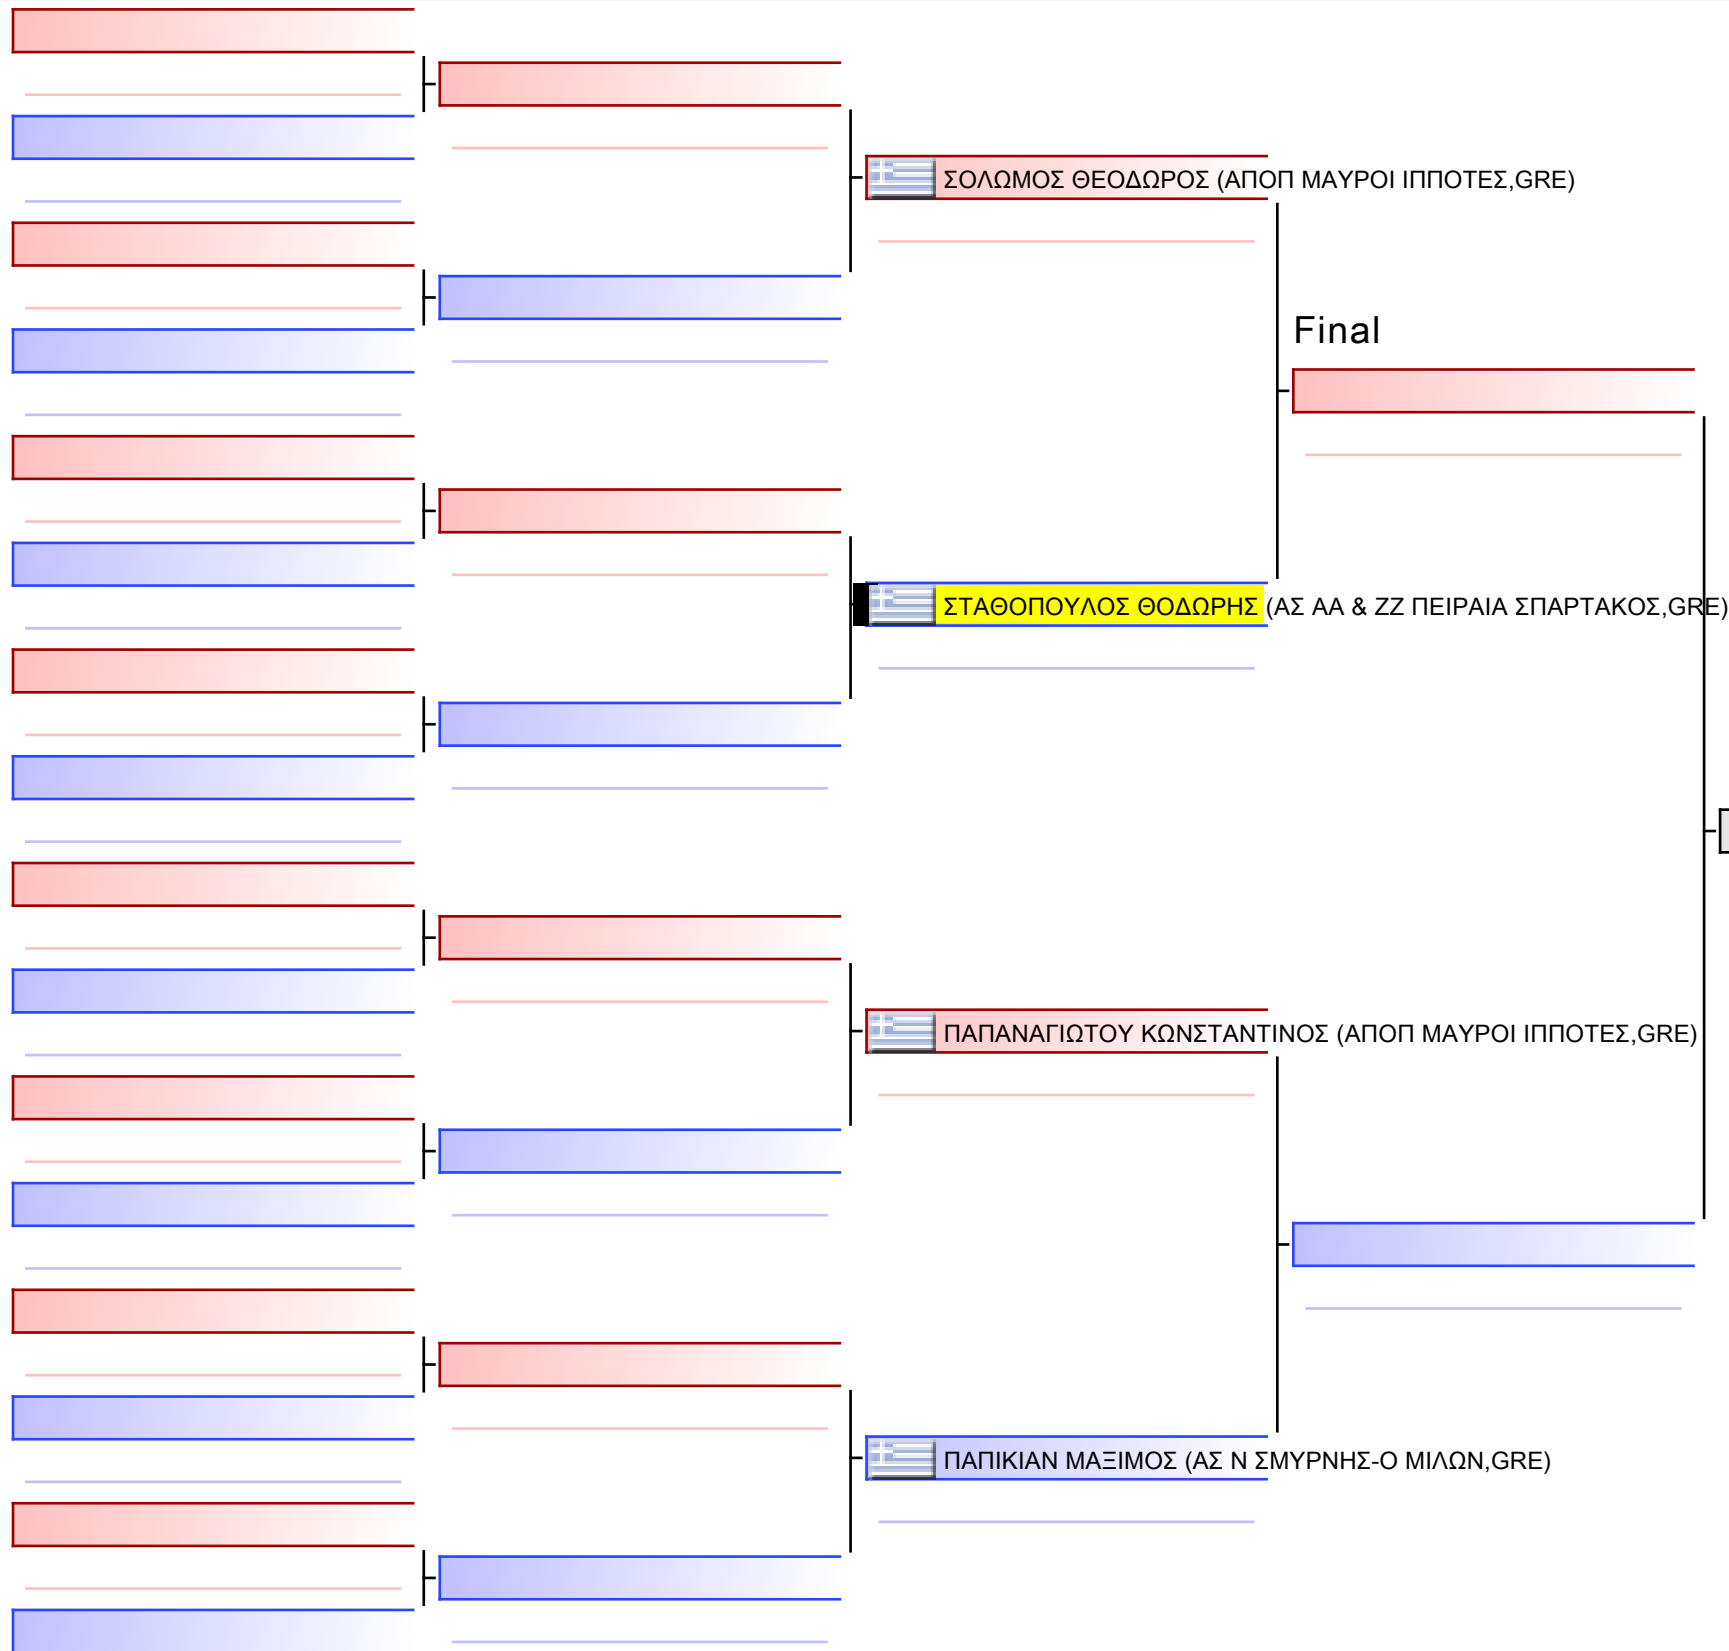 ΣΟΛΩΜΟΣ ΘΕΟΔΩΡΟΣ (ΑΠΟΠ ΜΑΥΡΟΙ ΙΠΠΟΤΕΣ,GRE)
Final
ΣΤΑΘΟΠΟΥΛΟΣ ΘΟΔΩΡΗΣ (ΑΣ ΑΑ & ΖΖ ΠΕΙΡΑΙΑ ΣΠΑΡΤΑΚΟΣ,GRE)
ΠΑΠΑΝΑΓΙΩΤΟΥ ΚΩΝΣΤΑΝΤΙΝΟΣ (ΑΠΟΠ ΜΑΥΡΟΙ ΙΠΠΟΤΕΣ,GRE)
ΠΑΠΙΚΙΑΝ ΜΑΞΙΜΟΣ (ΑΣ Ν ΣΜΥΡΝΗΣ-Ο ΜΙΛΩΝ,GRE)